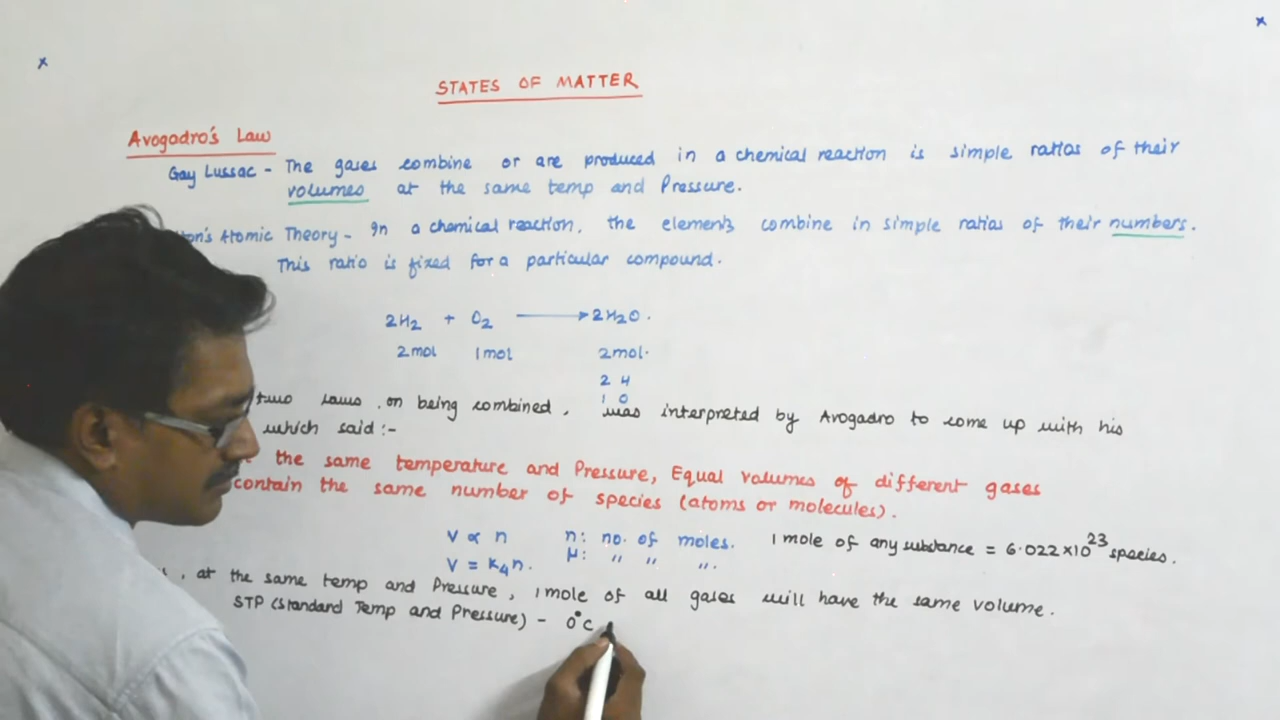 STATES OF MATTER
Avogadro's Law
Gay Lussac - The gases combine or are produced in a chemical reaction is simple ratios of their
volumes at the same temp and Pressure.
Atomic Theory - In a chemical reaction, the elements combine in simple ratios of their numbers.
This ratio is fixed for a particular compound.
2H₂ + O₂ ⟶ 2H₂O.
2mol 1mol 2mol.
2 H
1 O
two laws, on being combined, was interpreted by Avogadro to come up with his
which said :-
the same temperature and Pressure, Equal volumes of different gases
contain the same number of species (atoms or molecules).
V ∝ n n: no. of moles. 1 mole of any substance = 6.022×10²³ species.
V = K₄n. μ: " " ".
, at the same temp and Pressure, 1 mole of all gases will have the same volume.
STP (Standard Temp and Pressure) - 0°C